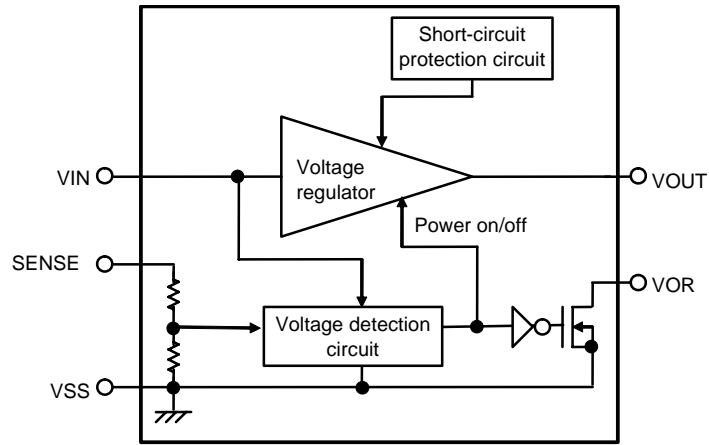 Short-circuit
protection circuit
VIN
Voltage
regulator
VOUT
Power on/off
SENSE
VOR
Voltage detection
circuit
VSS